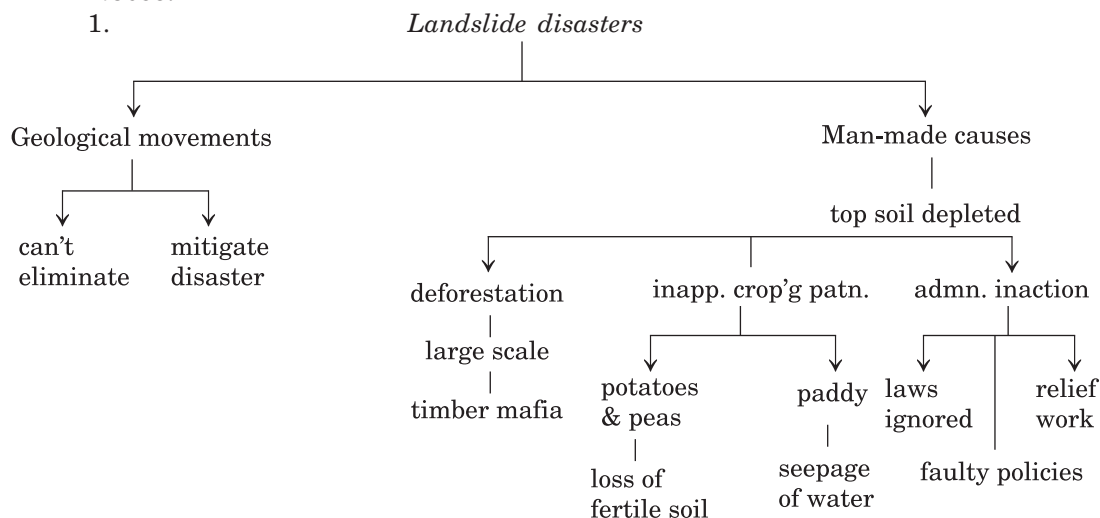 1.
Landslide disasters
Geological movements
Man-made causes
can't
eliminate
mitigate
disaster
top soil depleted
deforestation
large scale
timber mafia
inapp. crop'g patn.
potatoes
& peas
loss of
fertile soil
paddy
seepage
of water
admn. inaction
laws
ignored
faulty policies
relief
work